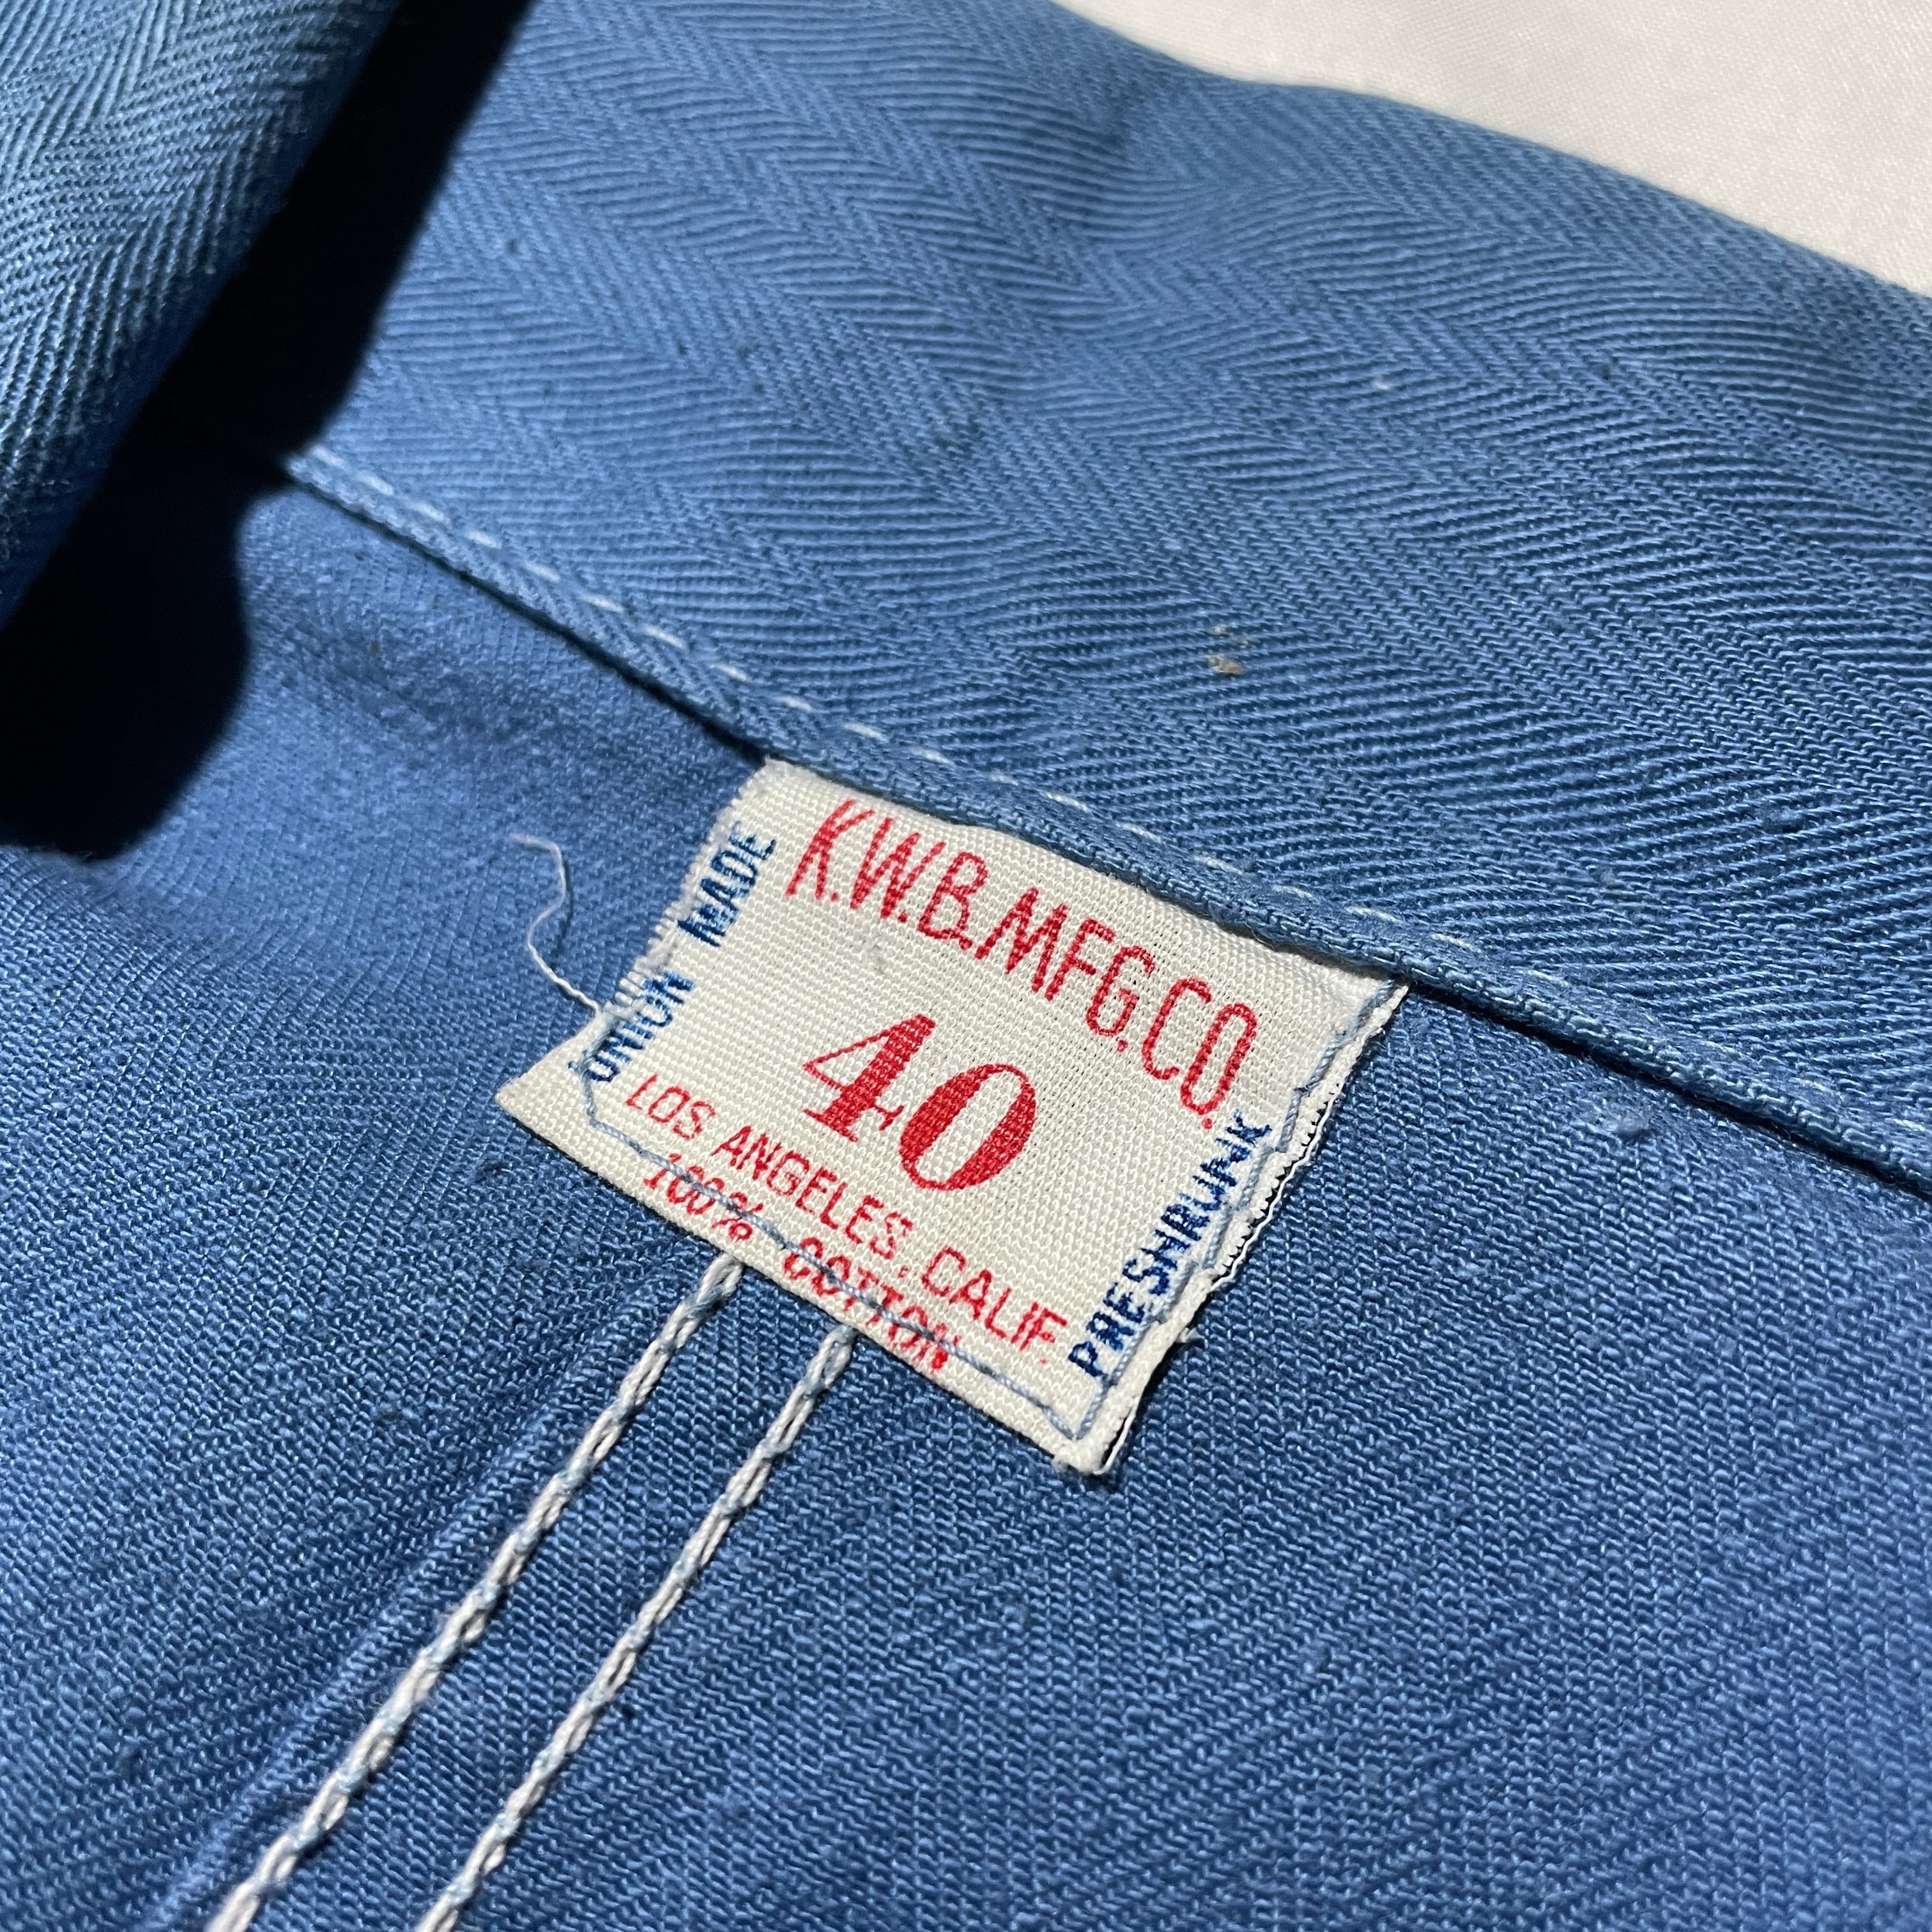 K.W.B.MFG.CO.
UNION MADE
40
PRESHRUNK
LOS ANGELES, CALIF.
100% COTTON